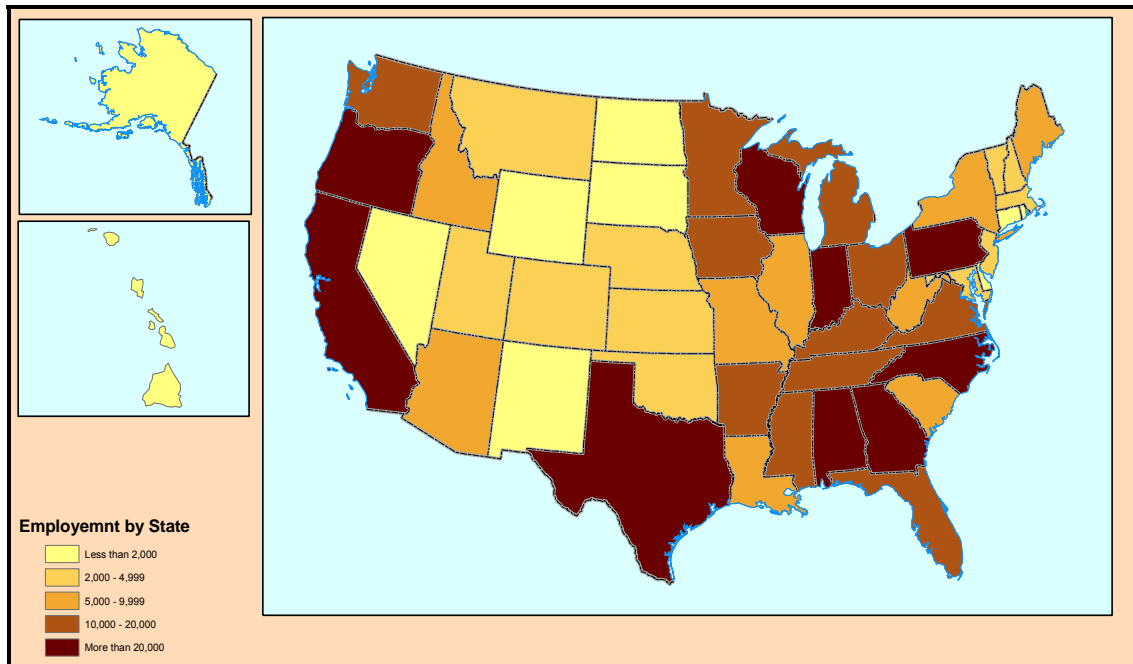 Employemnt by State
Less than 2,000
2,000 - 4,999
5,000 - 9,999
10,000 - 20,000
More than 20,000